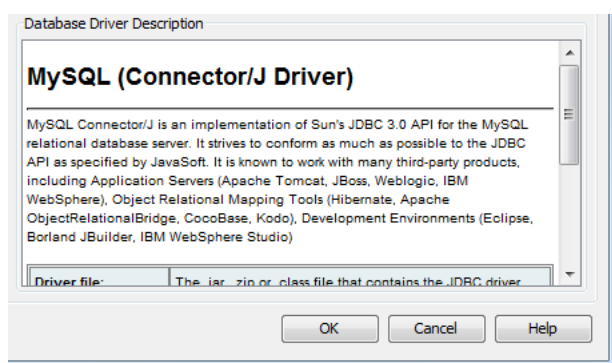 Database Driver Description
MySQL (Connector/J Driver)
MySQL Connector/J is an implementation of Sun's JDBC 3.0 API for the MySQL
relational database server. It strives to conform as much as possible to the JDBC
API as specified by JavaSoft. It is known to work with many third-party products,
including Application Servers (Apache Tomcat, JBoss, Weblogic, IBM
WebSphere), Object Relational Mapping Tools (Hibernate, Apache
ObjectRelationalBridge, CocoBase, Kodo), Development Environments (Eclipse,
Borland JBuilder, IBM WebSphere Studio)
Driver file: The .jar, .zip or .class file that contains the JDBC driver
OK Cancel Help